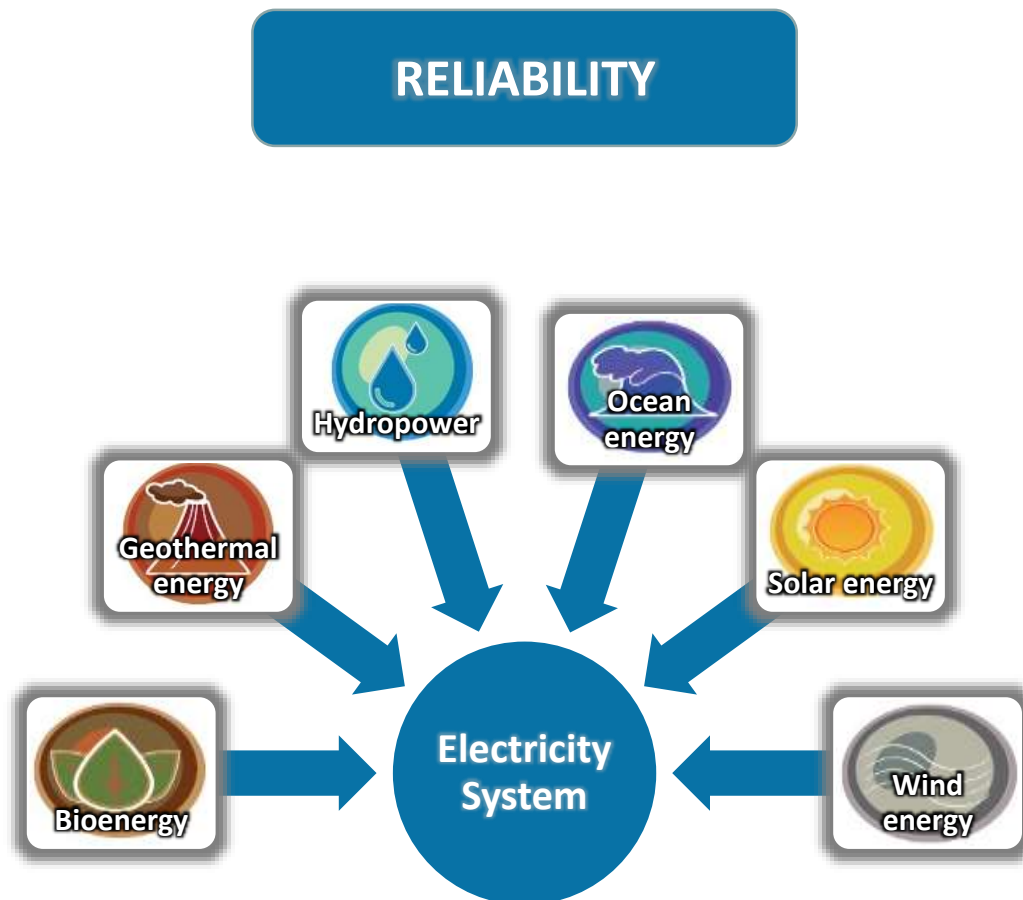 RELIABILITY
Hydropower
Ocean
energy
Geothermal
energy
Solar energy
Bioenergy
Electricity
System
Wind
energy